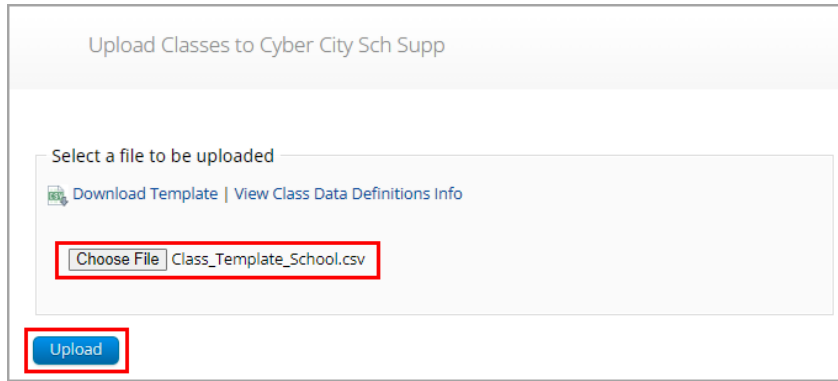 Upload Classes to Cyber City Sch Supp
Select a file to be uploaded
Download Template | View Class Data Definitions Info
Choose File Class_Template_School.csv
Upload